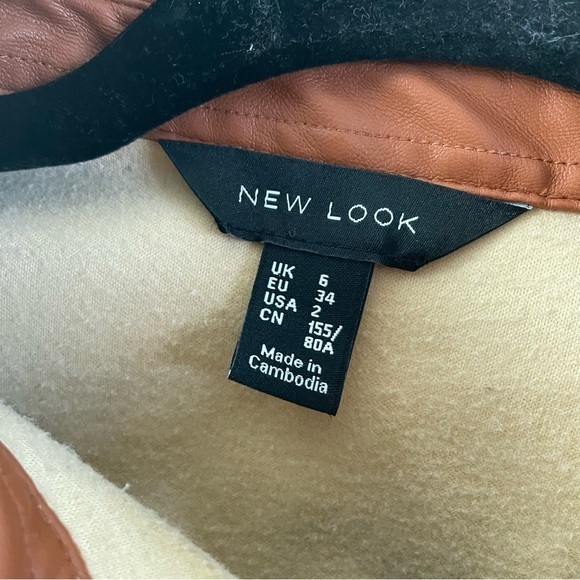 NEW LOOK
UK 6
EU 34
USA 2
CN 155/
80A
Made in
Cambodia